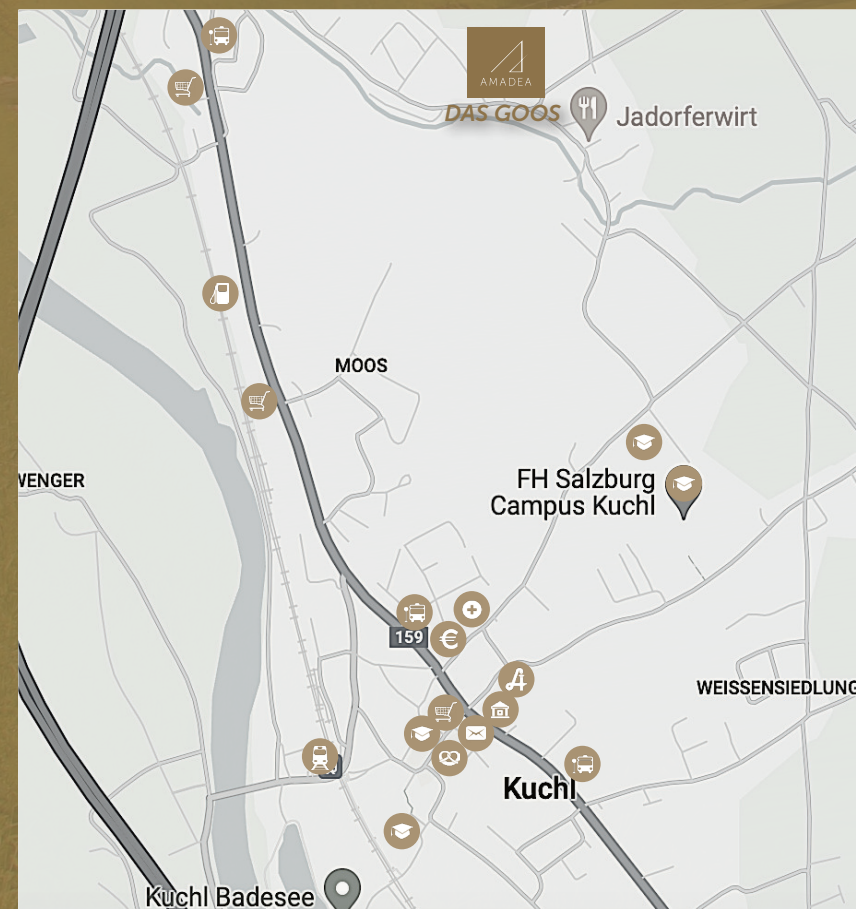 AMADEA
DAS GOOS
Jadorferwirt
MOOS
WENGER
FH Salzburg
Campus Kuchl
159
€
WEISSENSIEDLUNG
Kuchl
Kuchl Badesee